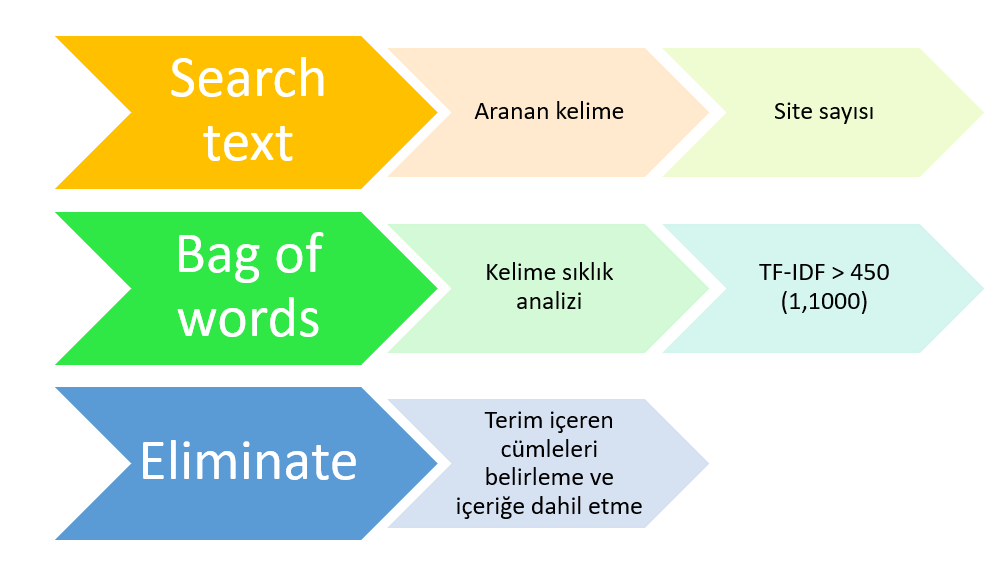 Search
text
Aranan kelime
Site sayısı
Bag of
words
Kelime sıklık
analizi
TF-IDF > 450
(1,1000)
Eliminate
Terim içeren
cümleleri
belirleme ve
içeriğe dahil etme